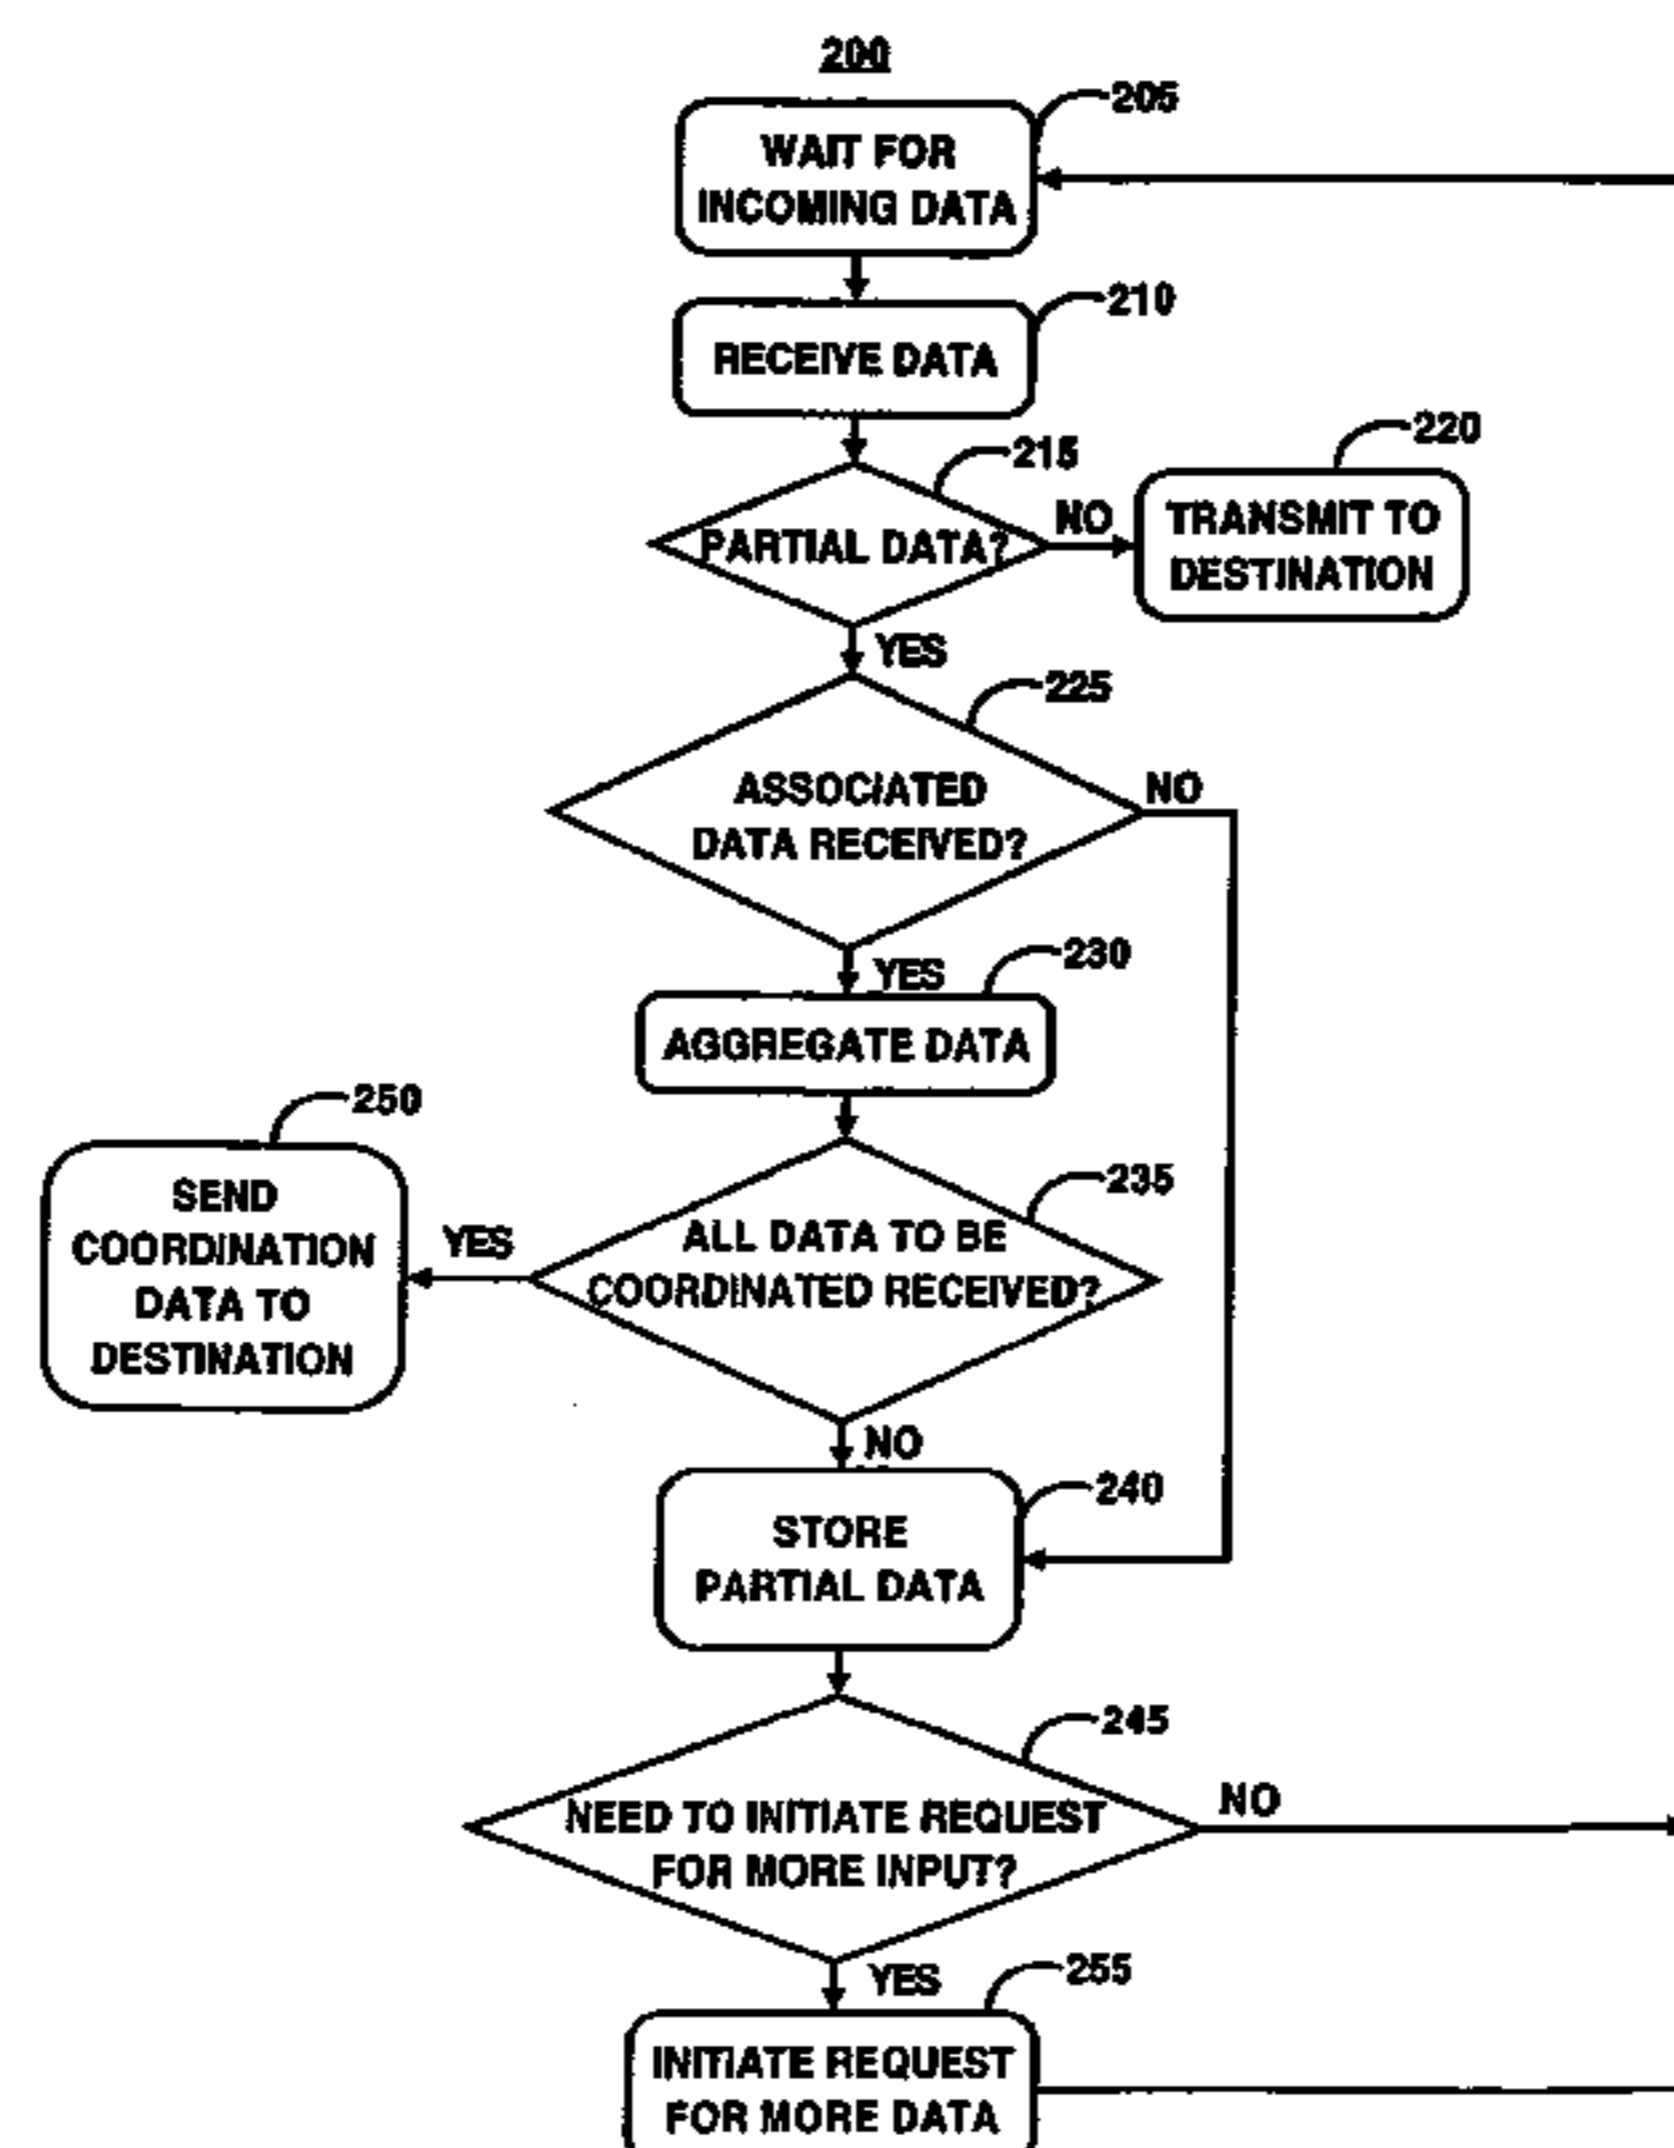 200
205
WAIT FOR
INCOMING DATA
210
RECEIVE DATA
215
PARTIAL DATA?
NO
220
TRANSMIT TO
DESTINATION
YES
225
ASSOCIATED
DATA RECEIVED?
NO
YES
230
AGGREGATE DATA
250
SEND
COORDINATION
DATA TO
DESTINATION
YES
235
ALL DATA TO BE
COORDINATED RECEIVED?
NO
240
STORE
PARTIAL DATA
245
NEED TO INITIATE REQUEST
FOR MORE INPUT?
NO
YES
255
INITIATE REQUEST
FOR MORE DATA